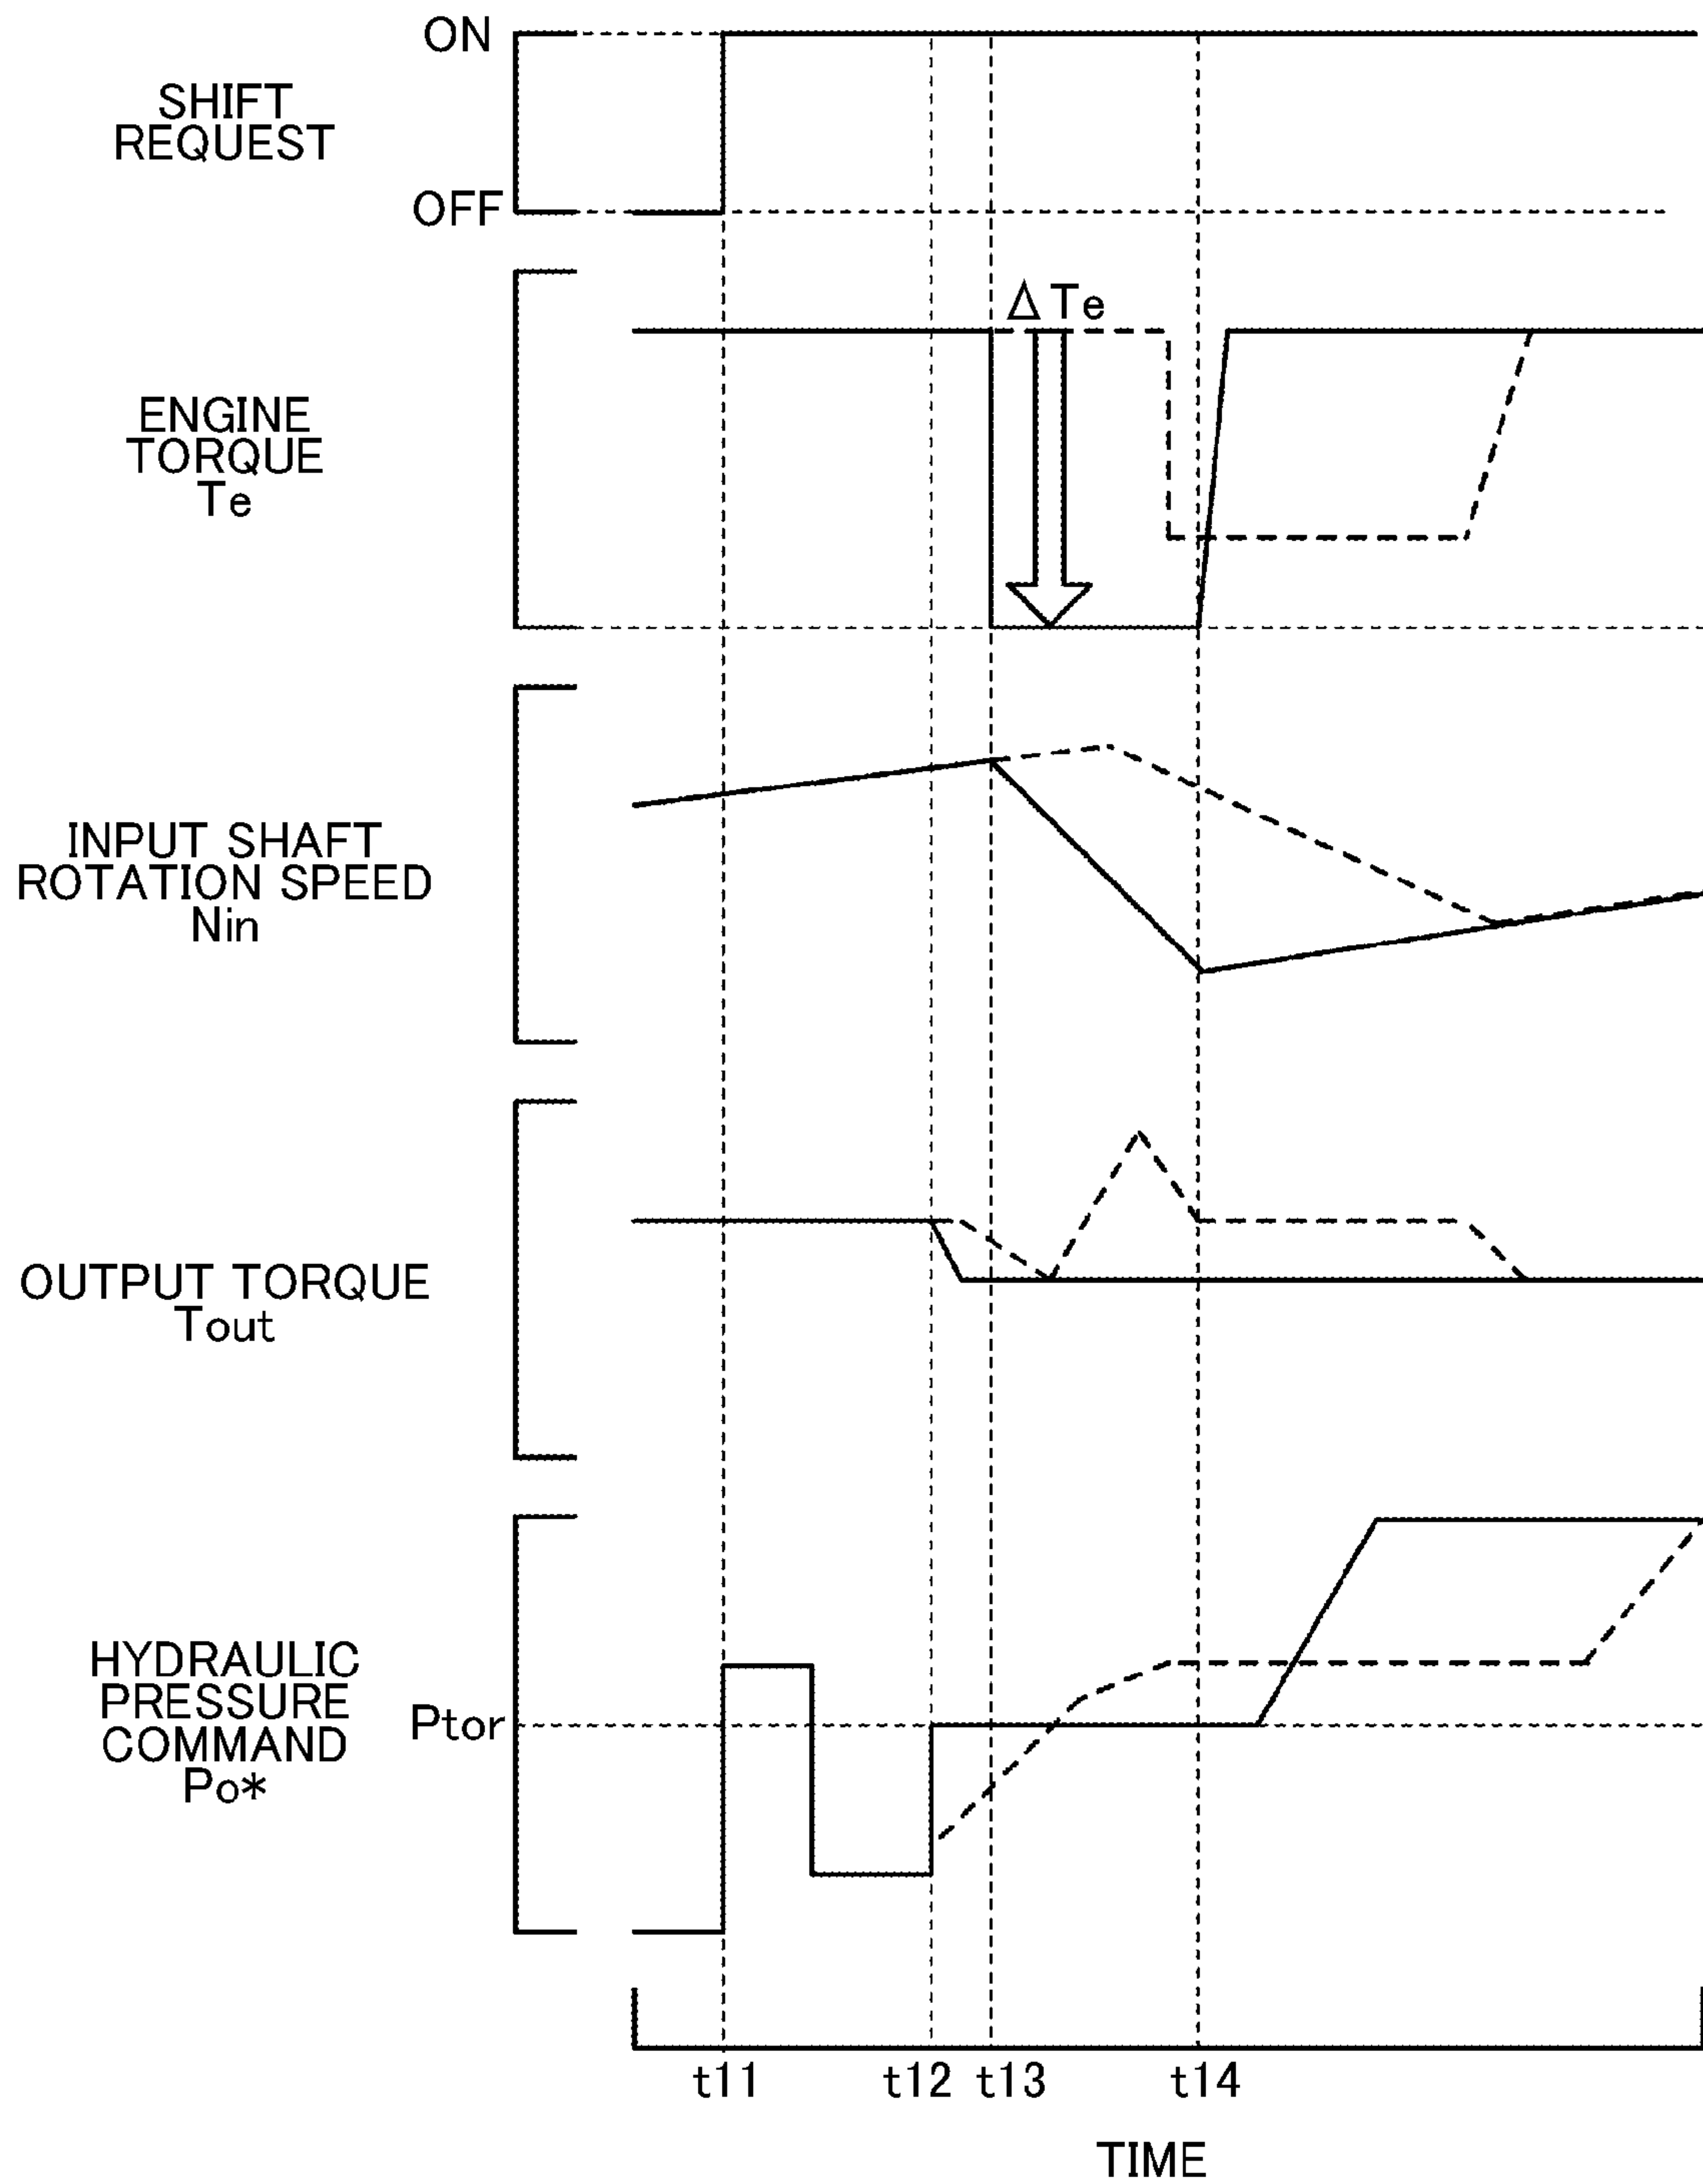 ON
SHIFT
REQUEST
OFF
Δ Te
ENGINE
TORQUE
Te
INPUT SHAFT
ROTATION SPEED
Nin
OUTPUT TORQUE
Tout
HYDRAULIC
PRESSURE
COMMAND
Po*
Ptor
t11 t12 t13 t14
TIME